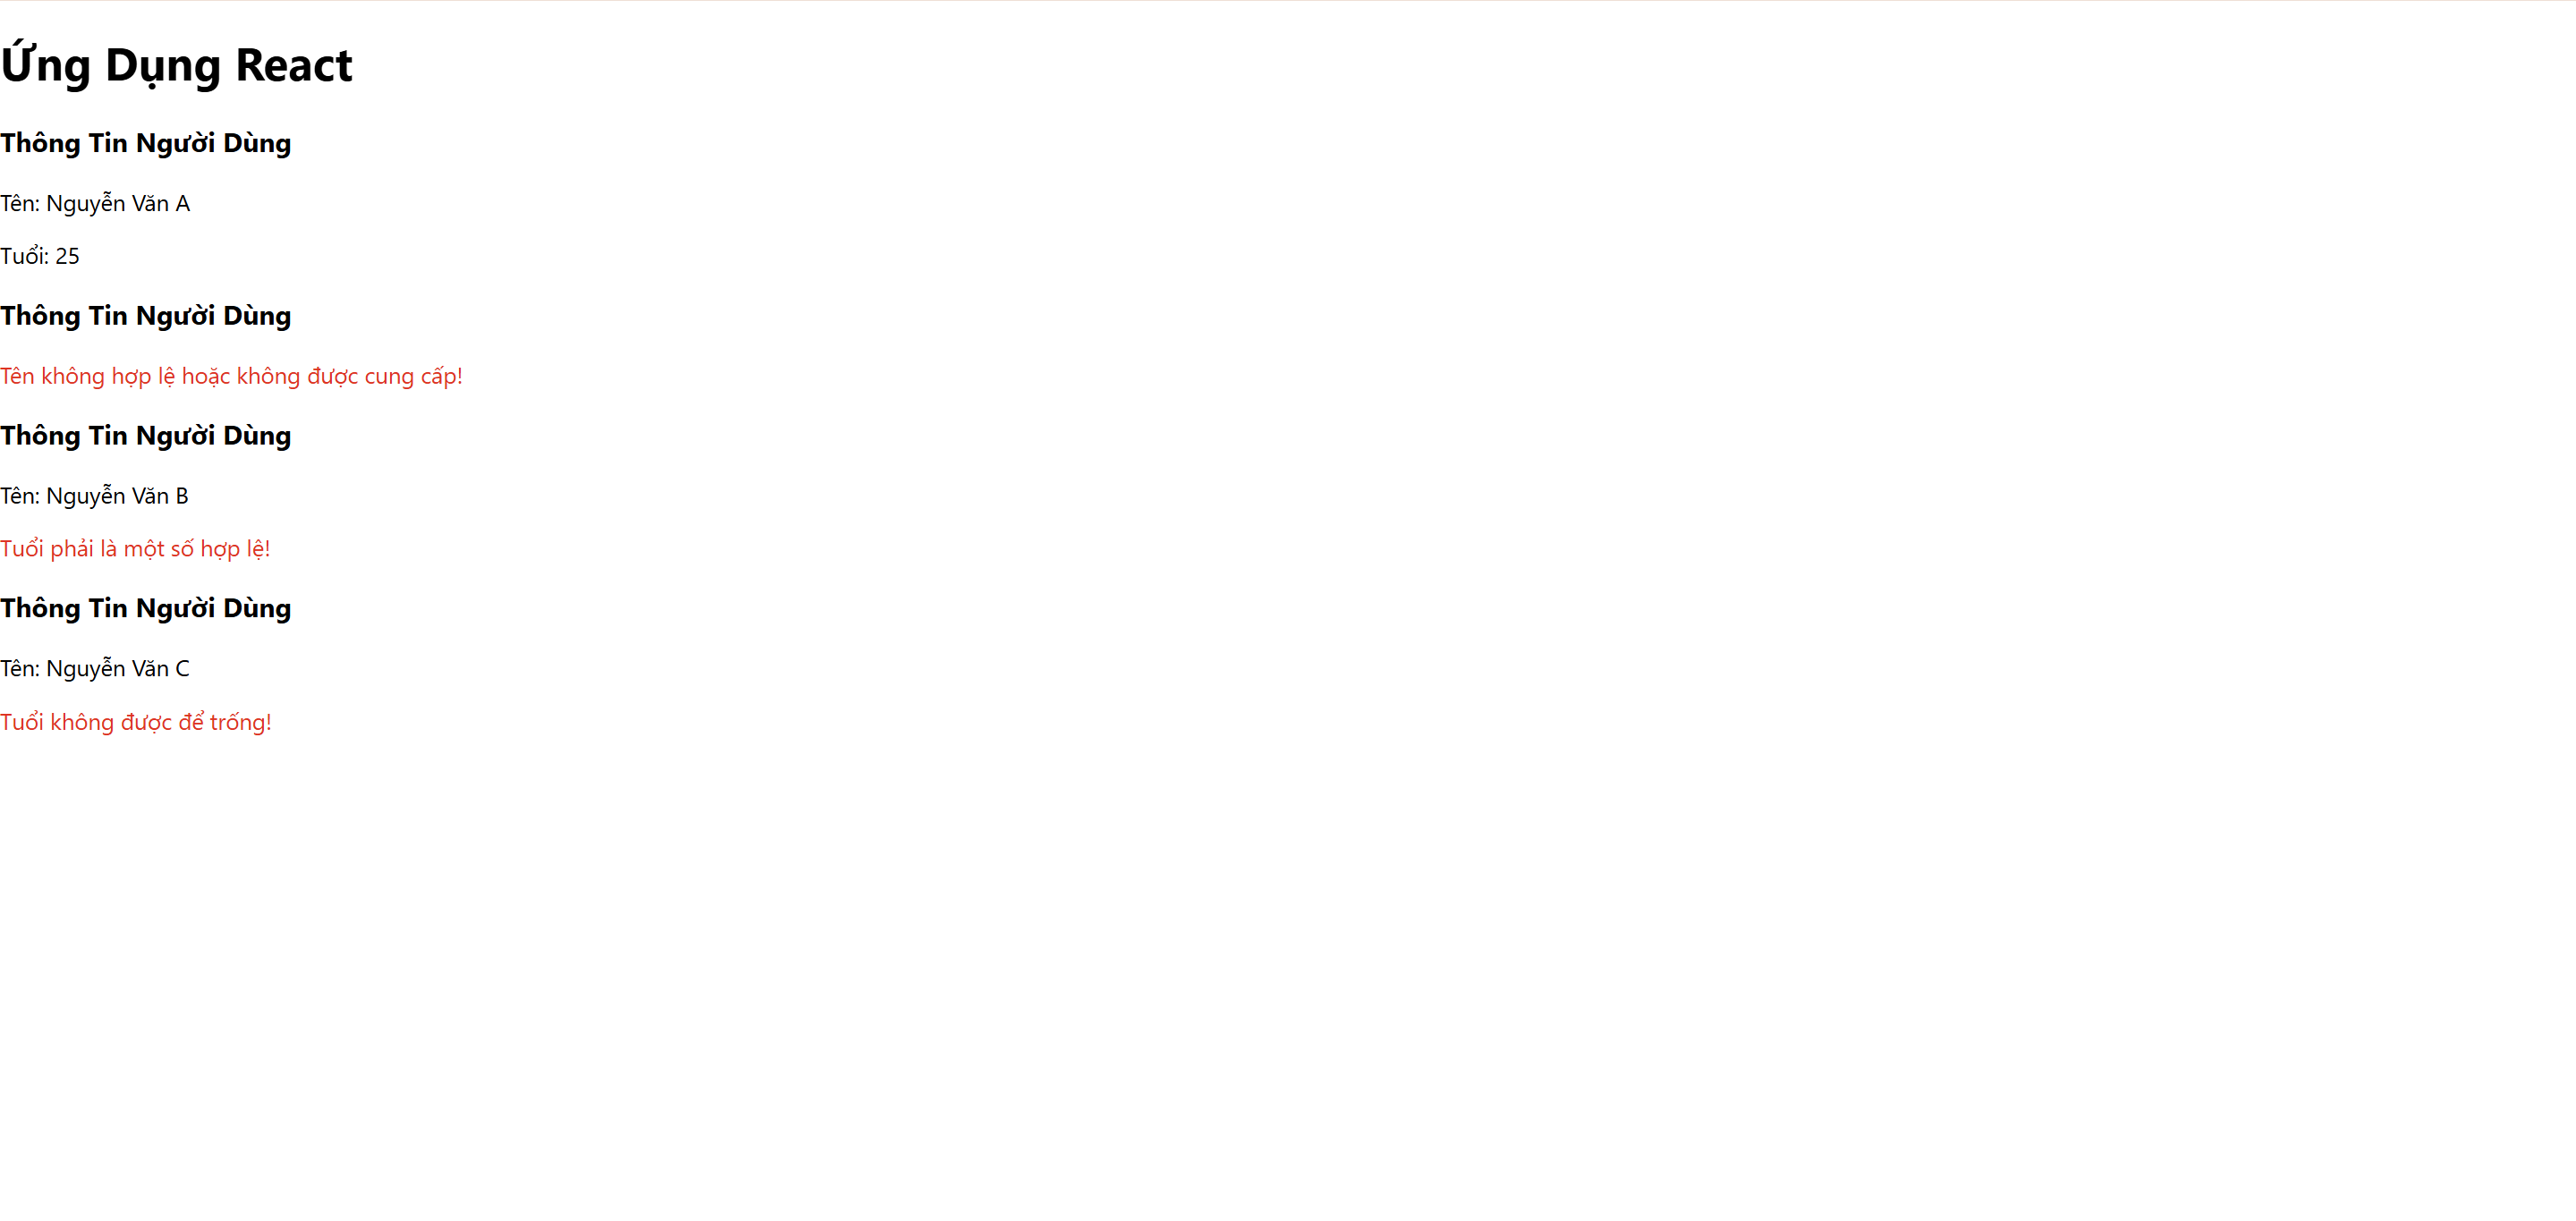 Ứng Dụng React
Thông Tin Người Dùng
Tên: Nguyễn Văn A
Tuổi: 25
Thông Tin Người Dùng
Tên không hợp lệ hoặc không được cung cấp!
Thông Tin Người Dùng
Tên: Nguyễn Văn B
Tuổi phải là một số hợp lệ!
Thông Tin Người Dùng
Tên: Nguyễn Văn C
Tuổi không được để trống!